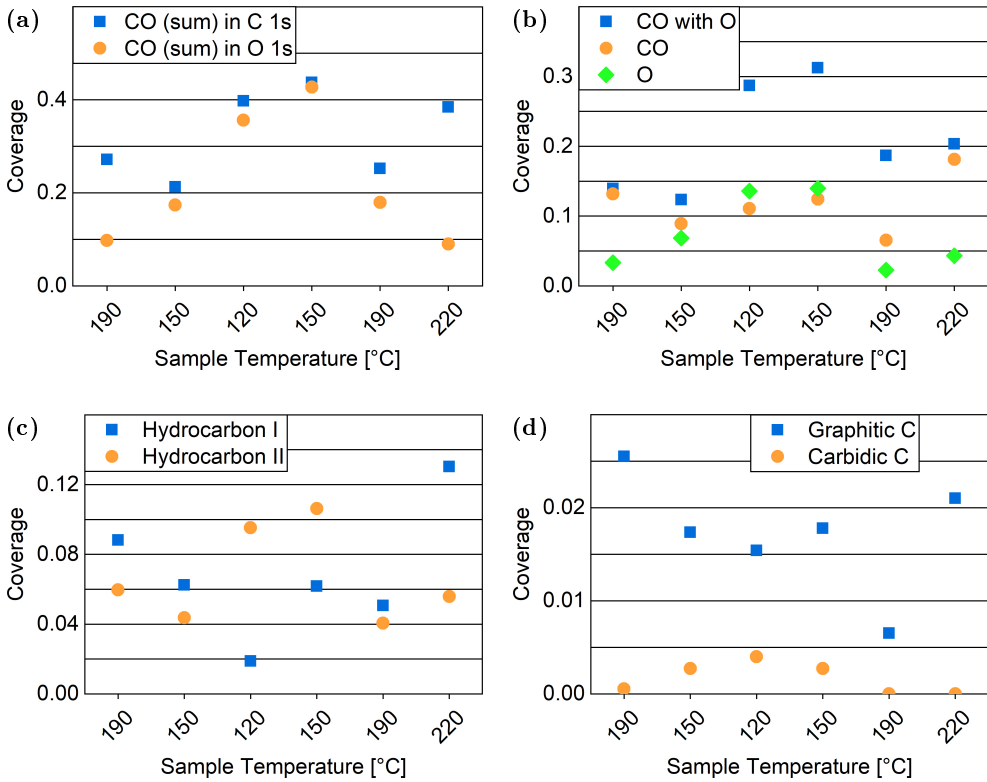 (a)
CO (sum) in C 1s
CO (sum) in O 1s
Coverage
0.4
0.2
0.0
190
150
120
150
190
220
Sample Temperature [°C]
(b)
CO with O
CO
O
Coverage
0.3
0.2
0.1
0.0
190
150
120
150
190
220
Sample Temperature [°C]
(c)
Hydrocarbon I
Hydrocarbon II
Coverage
0.12
0.08
0.04
0.00
190
150
120
150
190
220
Sample Temperature [°C]
(d)
Graphitic C
Carbidic C
Coverage
0.02
0.01
0.00
190
150
120
150
190
220
Sample Temperature [°C]